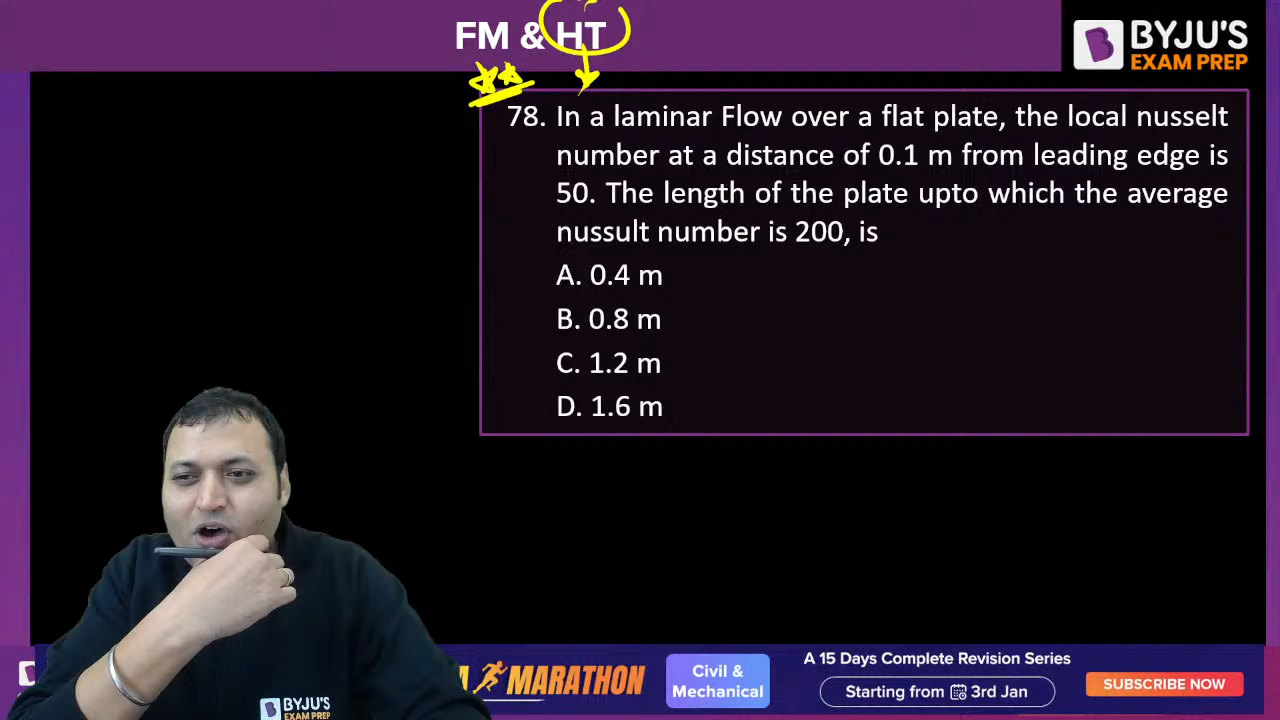 FM & HT
BYJU'S
EXAM PREP
78. In a laminar Flow over a flat plate, the local nusselt
number at a distance of 0.1 m from leading edge is
50. The length of the plate upto which the average
nussult number is 200, is
A. 0.4 m
B. 0.8 m
C. 1.2 m
D. 1.6 m
BYJU'S
EXAM PREP
A MARATHON
Civil &
Mechanical
A 15 Days Complete Revision Series
Starting from 3rd Jan
SUBSCRIBE NOW